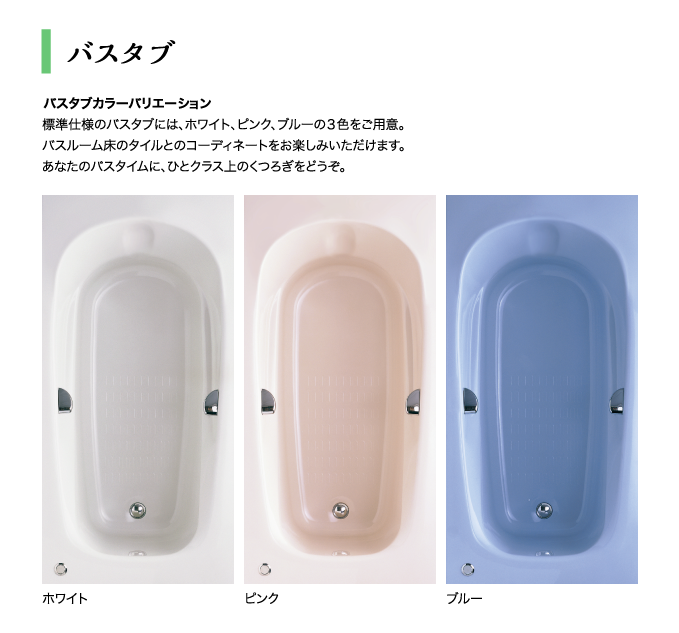 バスタブ
バスタブカラーバリエーション
標準仕様のバスタブには、ホワイト、ピンク、ブルーの3色をご用意。
バスルーム床のタイルとのコーディネートをお楽しみいただけます。
あなたのバスタイムに、ひとクラス上のくつろぎをどうぞ。
ホワイト
ピンク
ブルー